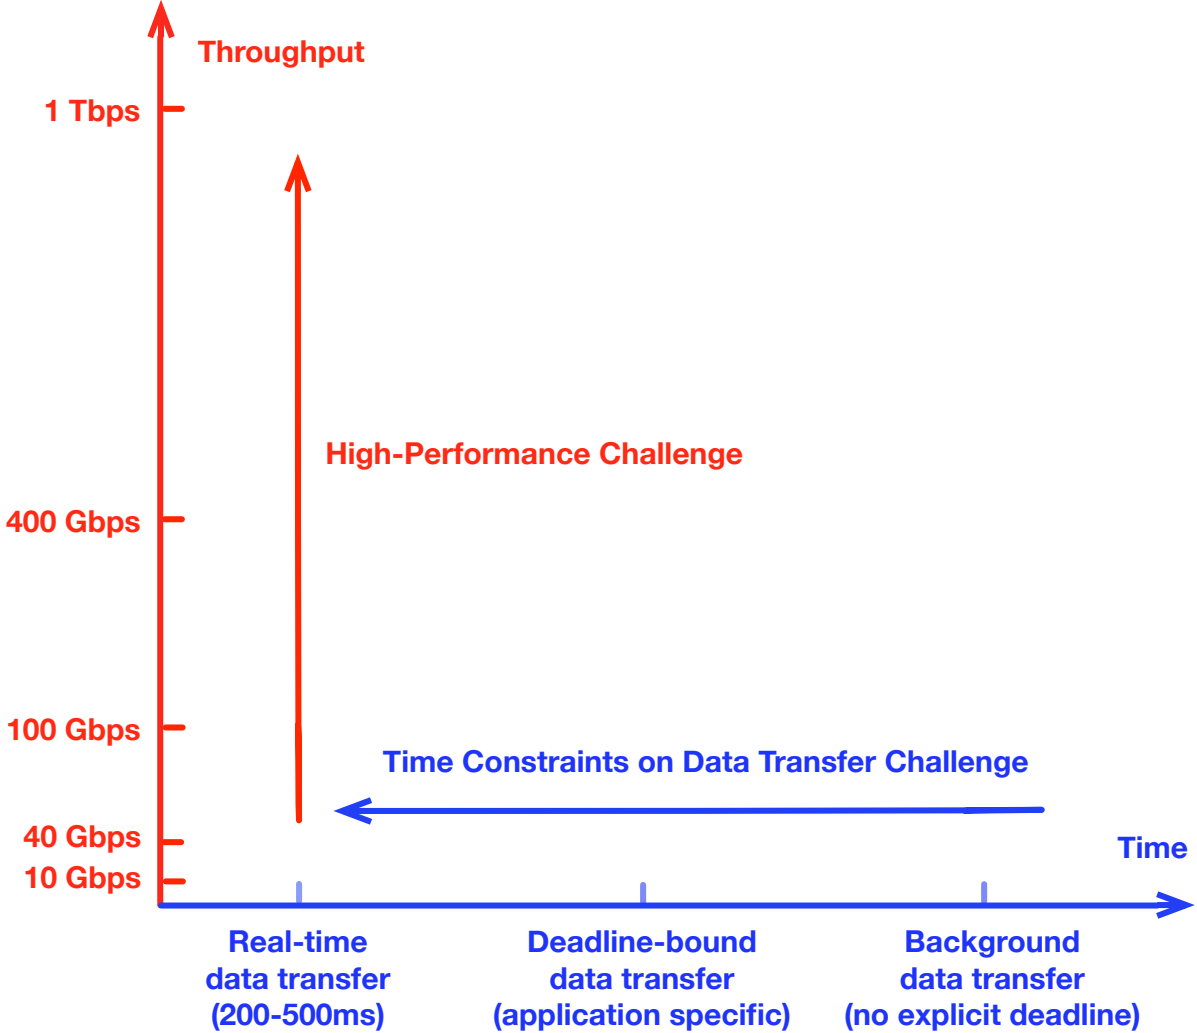 Throughput
1 Tbps
High-Performance Challenge
400 Gbps
100 Gbps
Time Constraints on Data Transfer Challenge
40 Gbps
Time
10 Gbps
Real-time
data transfer
(200-500ms)
Deadline-bound
data transfer
(application specific)
Background
data transfer
(no explicit deadline)